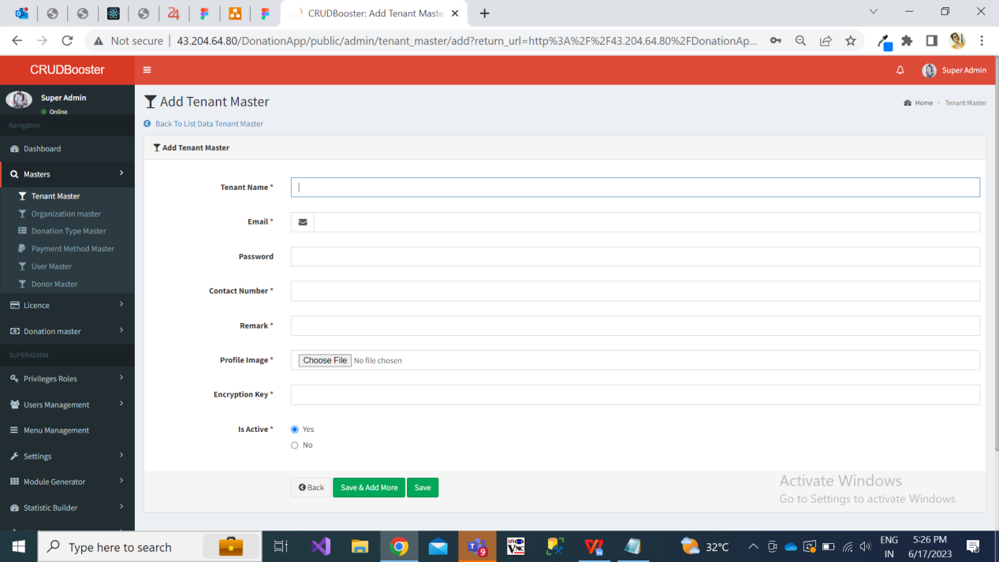 CRUDBooster: Add Tenant Maste
Not secure
43.204.64.80/DonationApp/public/admin/tenant_master/add?return_url=http%3A%2F%2F43.204.64.80%2FDonationAp...
CRUDBooster
Super Admin
Super Admin
Online
Navigation
Dashboard
Masters
Tenant Master
Organization master
Donation Type Master
Payment Method Master
User Master
Donor Master
Licence
Donation master
SUPERADMIN
Privileges Roles
Users Management
Menu Management
Settings
Module Generator
Statistic Builder
Add Tenant Master
Home > Tenant Master
Back To List Data Tenant Master
Add Tenant Master
Tenant Name *
Email *
Password
Contact Number *
Remark *
Profile Image *
Choose File No file chosen
Encryption Key *
Is Active *
Yes
No
Back
Save & Add More
Save
Activate Windows
Go to Settings to activate Windows.
Type here to search
32°C
ENG
IN
5:26 PM
6/17/2023